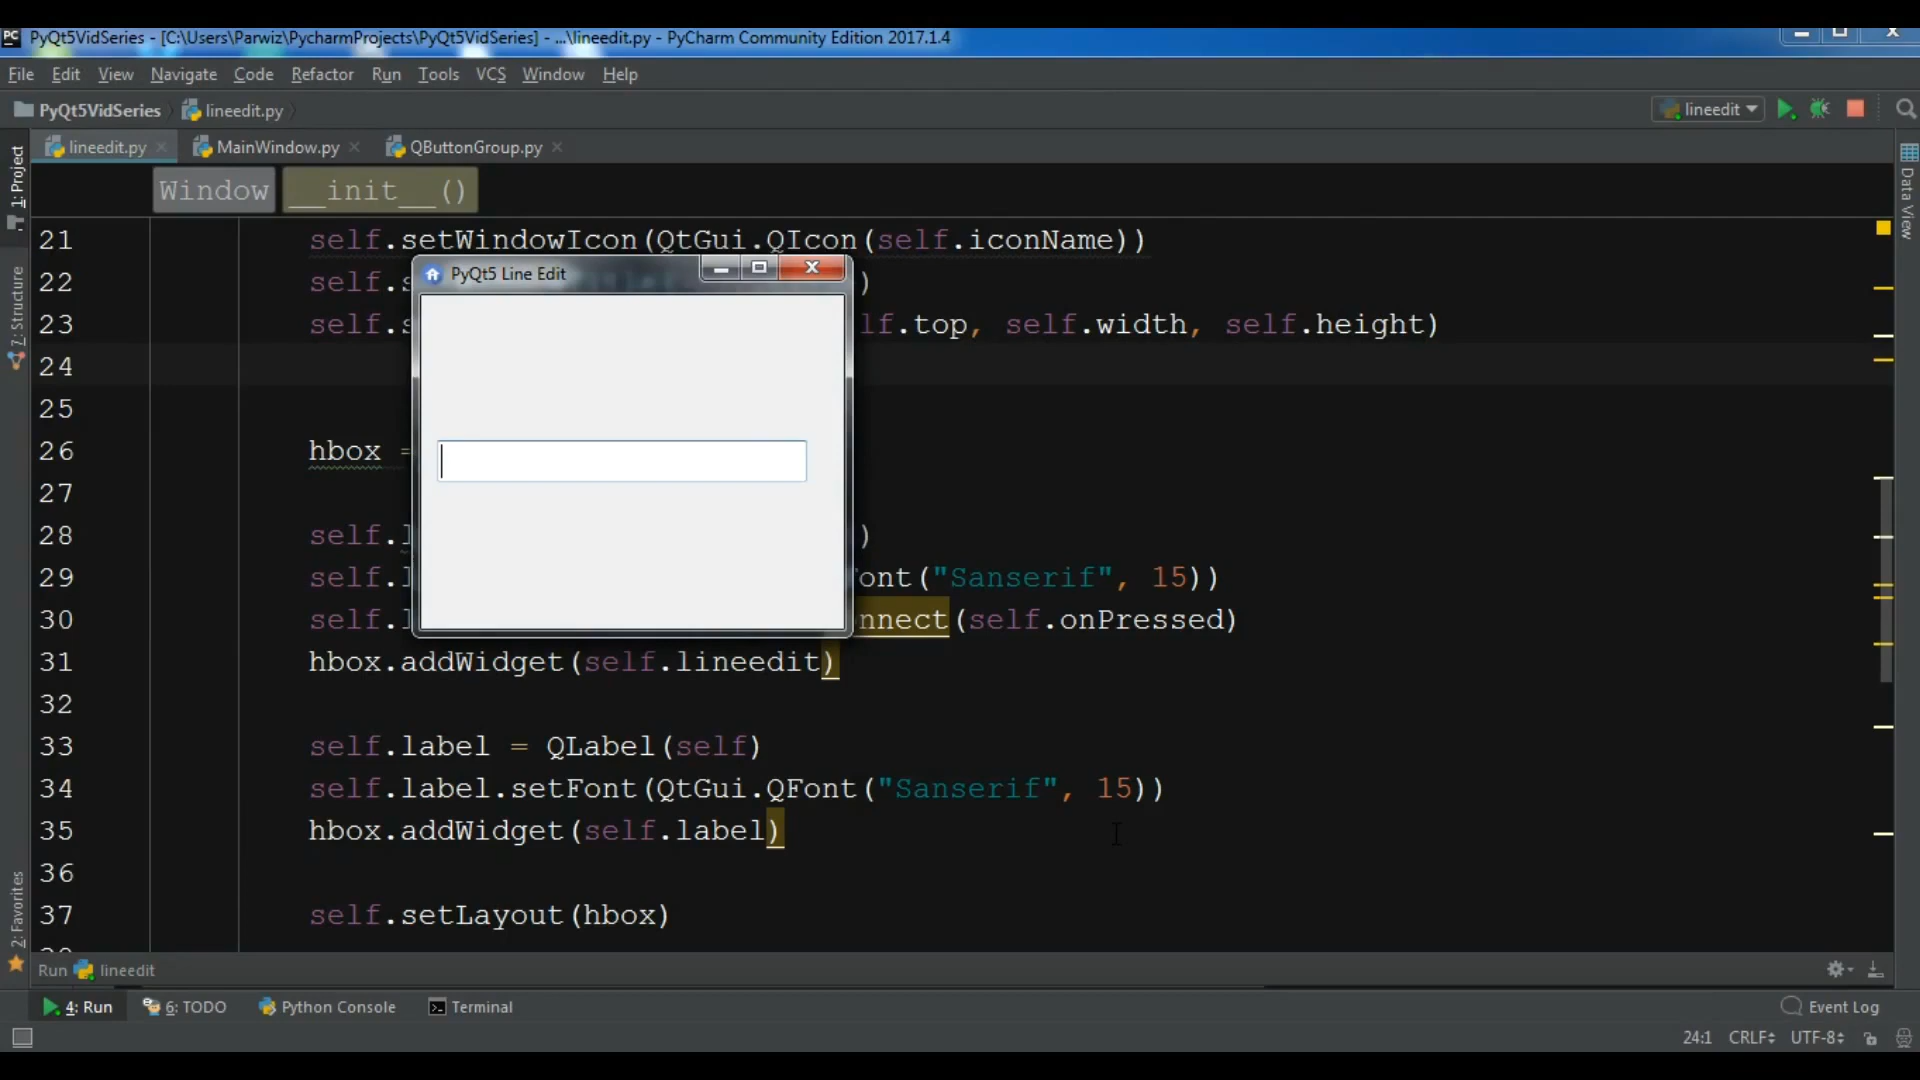 PyQt5VidSeries - [C:\Users\Parwiz\PycharmProjects\PyQt5VidSeries] - ...\lineedit.py - PyCharm Community Edition 2017.1.4
File Edit View Navigate Code Refactor Run Tools VCS Window Help
PyQt5VidSeries lineedit.py lineedit
lineedit.py MainWindow.py QButtonGroup.py
1: Project
7: Structure
2: Favorites
Data View
Window __init__()
21 self.setWindowIcon(QtGui.QIcon(self.iconName))
22 self.s )
23 self.s lf.top, self.width, self.height)
24
25
26 hbox =
27
28 self.l )
29 self.l ont("Sanserif", 15))
30 self.l nnect(self.onPressed)
31 hbox.addWidget(self.lineedit)
32
33 self.label = QLabel(self)
34 self.label.setFont(QtGui.QFont("Sanserif", 15))
35 hbox.addWidget(self.label)
36
37 self.setLayout(hbox)
PyQt5 Line Edit
Run lineedit
4: Run 6: TODO Python Console Terminal Event Log
24:1 CRLF UTF-8